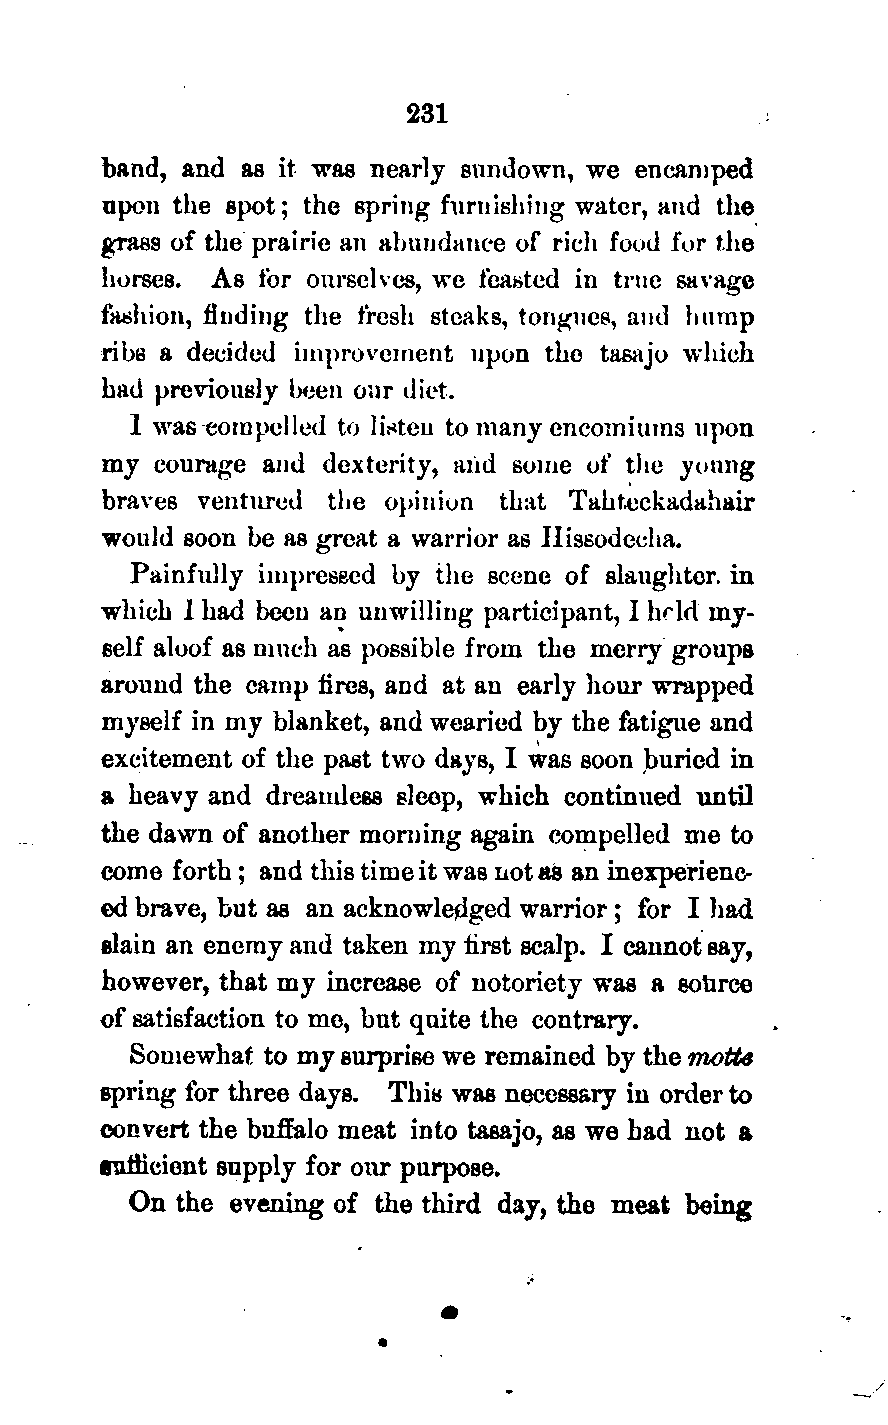 231
band, and as it was nearly sundown, we encamped
upon the spot; the spring furnishing water, and the
grass of the prairie an abundance of rich food for the
horses. As for ourselves, we feasted in true savage
fashion, finding the fresh steaks, tongues, and hump
ribs a decided improvement upon the tasajo which
had previously been our diet.
I was compelled to listen to many encomiums upon
my courage and dexterity, and some of the young
braves ventured the opinion that Tahteckadahair
would soon be as great a warrior as Hissodecha.
Painfully impressed by the scene of slaughter. in
which I had been an unwilling participant, I held my-
self aloof as much as possible from the merry groups
around the camp fires, and at an early hour wrapped
myself in my blanket, and wearied by the fatigue and
excitement of the past two days, I was soon buried in
a heavy and dreamless sleep, which continued until
the dawn of another morning again compelled me to
come forth; and this time it was not as an inexperienc-
ed brave, but as an acknowledged warrior; for I had
slain an enemy and taken my first scalp. I cannot say,
however, that my increase of notoriety was a source
of satisfaction to me, but quite the contrary.
Somewhat to my surprise we remained by the motte
spring for three days. This was necessary in order to
convert the buffalo meat into tasajo, as we had not a
sufficient supply for our purpose.
On the evening of the third day, the meat being